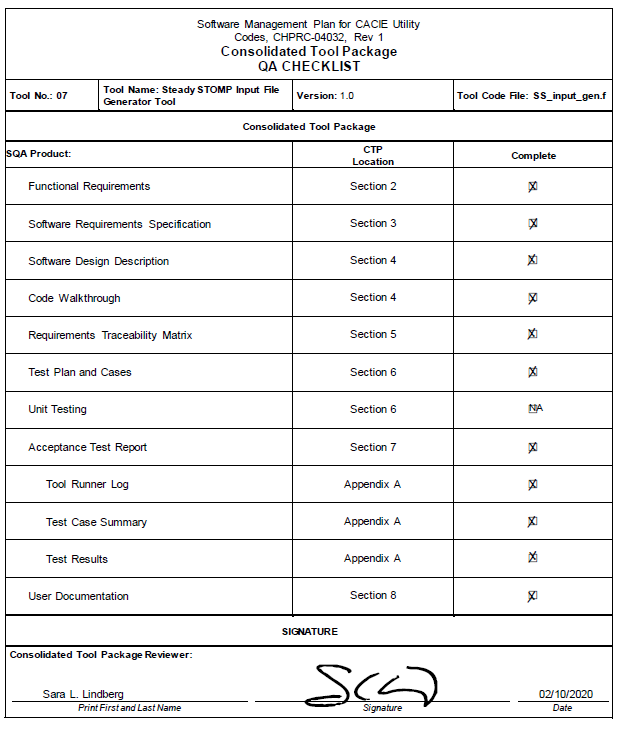 Software Management Plan for CACIE Utility
Codes, CHPRC-04032, Rev 1
Consolidated Tool Package
QA CHECKLIST
Tool No.: 07
Tool Name: Steady STOMP Input File
Generator Tool
Version: 1.0
Tool Code File: SS_input_gen.f
Consolidated Tool Package
SQA Product:
CTP
Location
Complete
Functional Requirements Section 2 X
Software Requirements Specification Section 3 X
Software Design Description Section 4 X
Code Walkthrough Section 4 X
Requirements Traceability Matrix Section 5 X
Test Plan and Cases Section 6 X
Unit Testing Section 6 NA
Acceptance Test Report Section 7 X
Tool Runner Log Appendix A X
Test Case Summary Appendix A X
Test Results Appendix A X
User Documentation Section 8 X
SIGNATURE
Consolidated Tool Package Reviewer:
Sara L. Lindberg 02/10/2020
Print First and Last Name Signature Date